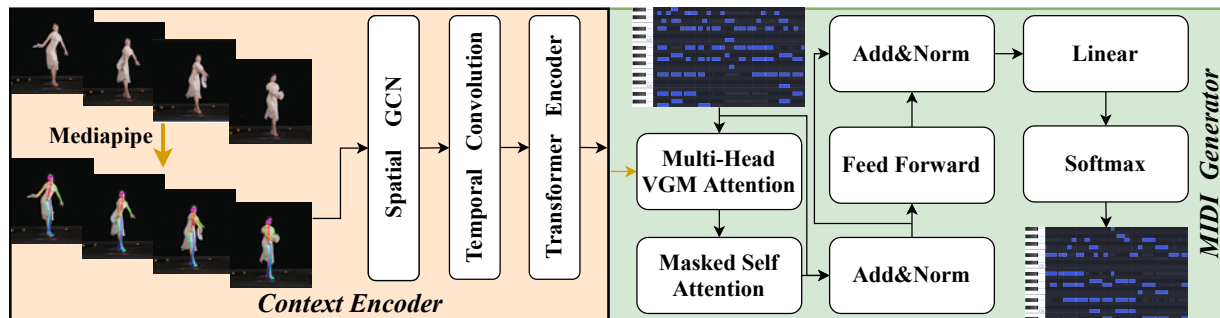 Mediapipe
Spatial GCN
Temporal Convolution
Transformer Encoder
Context Encoder
Multi-Head
VGM Attention
Masked Self
Attention
Add&Norm
Feed Forward
Add&Norm
Linear
Softmax
MIDI Generator